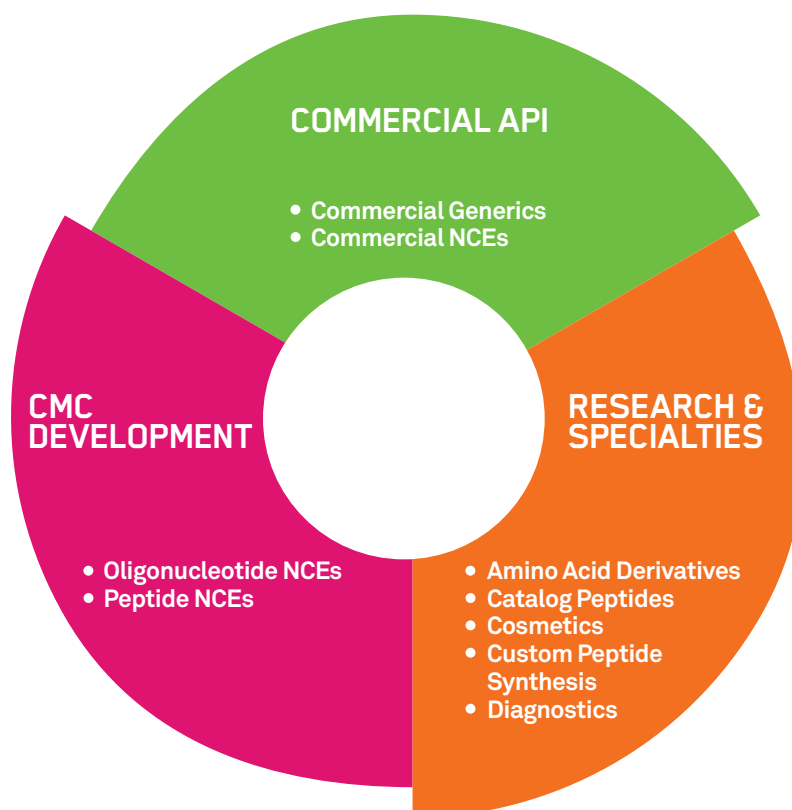 COMMERCIAL API
• Commercial Generics
• Commercial NCEs
CMC
DEVELOPMENT
• Oligonucleotide NCEs
• Peptide NCEs
RESEARCH &
SPECIALTIES
• Amino Acid Derivatives
• Catalog Peptides
• Cosmetics
• Custom Peptide
Synthesis
• Diagnostics